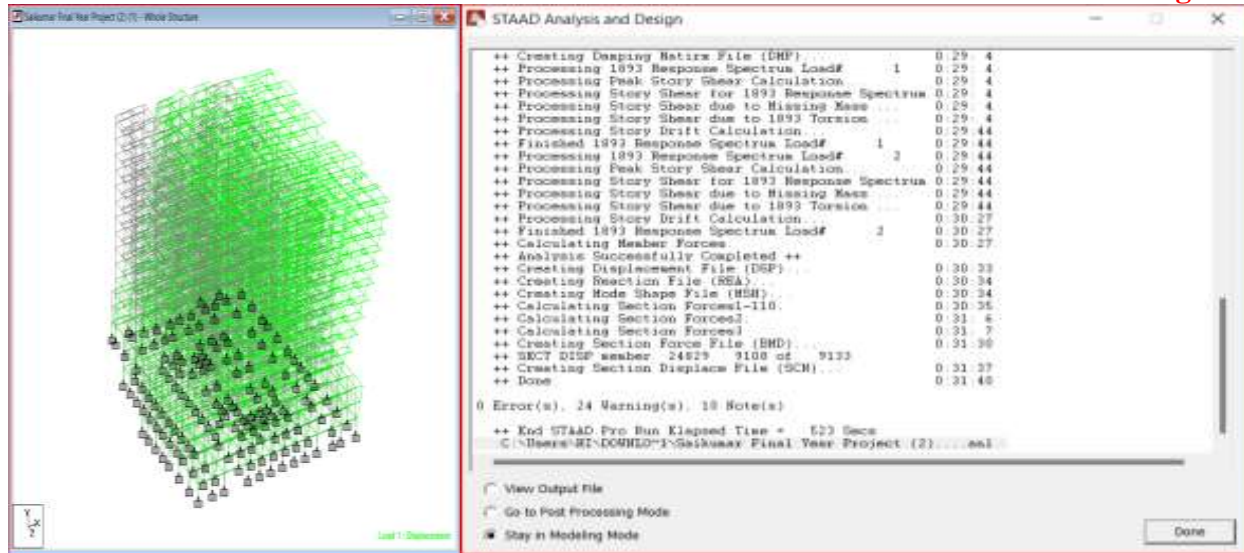 Saikumar Final Year Project (2) (1) - Whole Structure
Y
X
Z
Load 1 : Displacement
STAAD Analysis and Design
++ Creating Damping Matirx File (DMP)... 0:29: 4
++ Processing 1893 Response Spectrum Load# 1 0:29: 4
++ Processing Peak Story Shear Calculation 0:29: 4
++ Processing Story Shear for 1893 Response Spectrum 0:29: 4
++ Processing Story Shear due to Missing Mass ... 0:29: 4
++ Processing Story Shear due to 1893 Torsion ... 0:29: 4
++ Processing Story Drift Calculation... 0:29:44
++ Finished 1893 Response Spectrum Load# 1 0:29:44
++ Processing 1893 Response Spectrum Load# 2 0:29:44
++ Processing Peak Story Shear Calculation... 0:29:44
++ Processing Story Shear for 1893 Response Spectrum 0:29:44
++ Processing Story Shear due to Missing Mass ... 0:29:44
++ Processing Story Shear due to 1893 Torsion ... 0:29:44
++ Processing Story Drift Calculation... 0:30:27
++ Finished 1893 Response Spectrum Load# 2 0:30:27
++ Calculating Member Forces. 0:30:27
++ Analysis Successfully Completed ++
++ Creating Displacement File (DSP)... 0:30:33
++ Creating Reaction File (REA)... 0:30:34
++ Creating Mode Shape File (MSH)... 0:30:34
++ Calculating Section Forces1-110. 0:30:35
++ Calculating Section Forces2. 0:31: 6
++ Calculating Section Forces3 0:31: 7
++ Creating Section Force File (BMD)... 0:31:30
++ SECT DISP member 24829 9100 of 9133
++ Creating Section Displace File (SCN)... 0:31:37
++ Done 0:31:40
0 Error(s), 24 Warning(s), 10 Note(s)
++ End STAAD.Pro Run Elapsed Time = 523 Secs
C:\Users\HI\DOWNLO~1\Saikumar Final Year Project (2)....anl
View Output File
Go to Post Processing Mode
Stay in Modeling Mode
Done